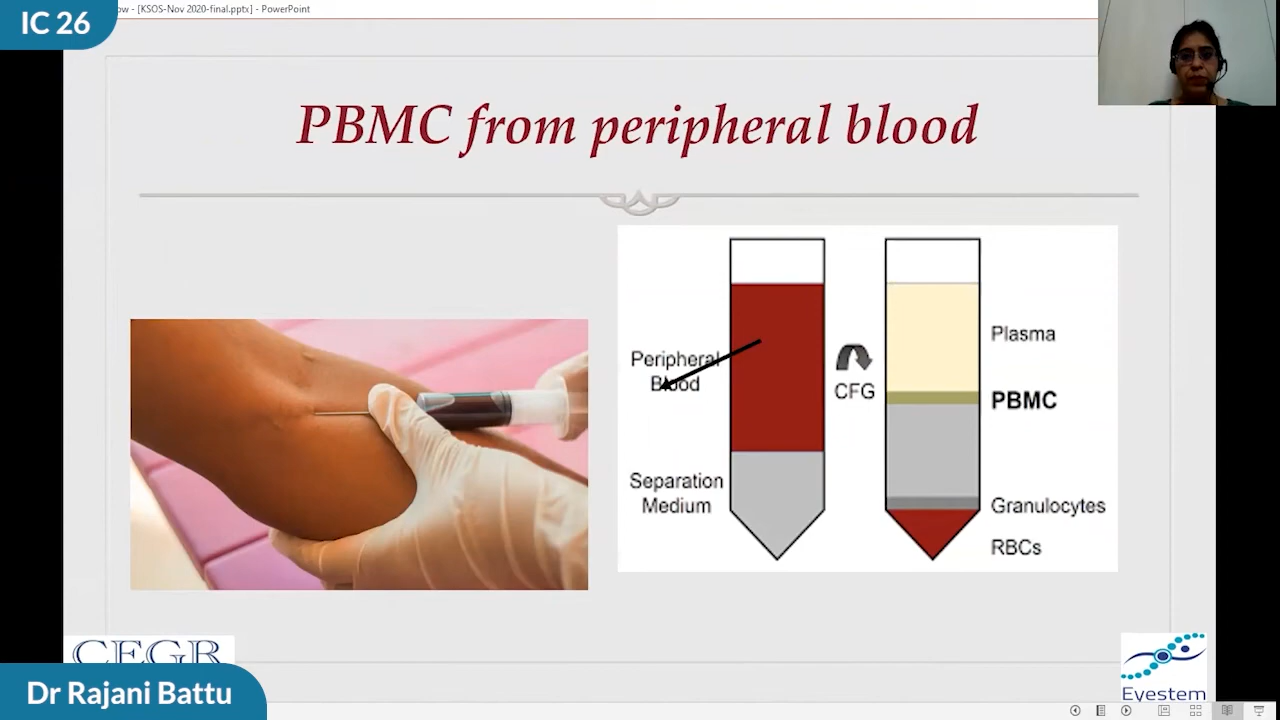 IC 26
ow - [KSOS-Nov 2020-final.pptx] - PowerPoint
PBMC from peripheral blood
Peripheral
Blood
Separation
Medium
CFG
Plasma
PBMC
Granulocytes
RBCs
CEGR
Eyestem
Dr Rajani Battu